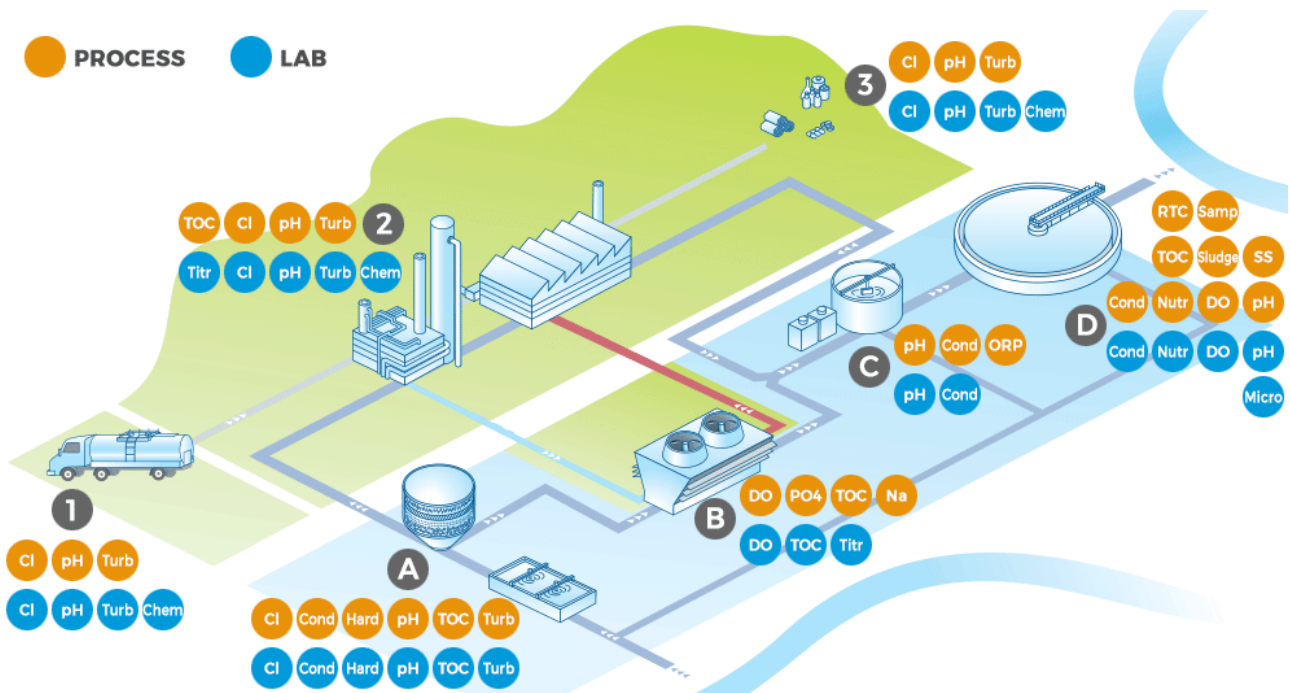 PROCESS LAB
3
Cl pH Turb
Cl pH Turb Chem
TOC Cl pH Turb 2
Titr Cl pH Turb Chem
RTC Samp
TOC Sludge SS
Cond Nutr DO pH
D
Cond Nutr DO pH
Micro
C
pH Cond ORP
pH Cond
B
DO PO4 TOC Na
DO TOC Titr
1
Cl pH Turb
Cl pH Turb Chem
A
Cl Cond Hard pH TOC Turb
Cl Cond Hard pH TOC Turb